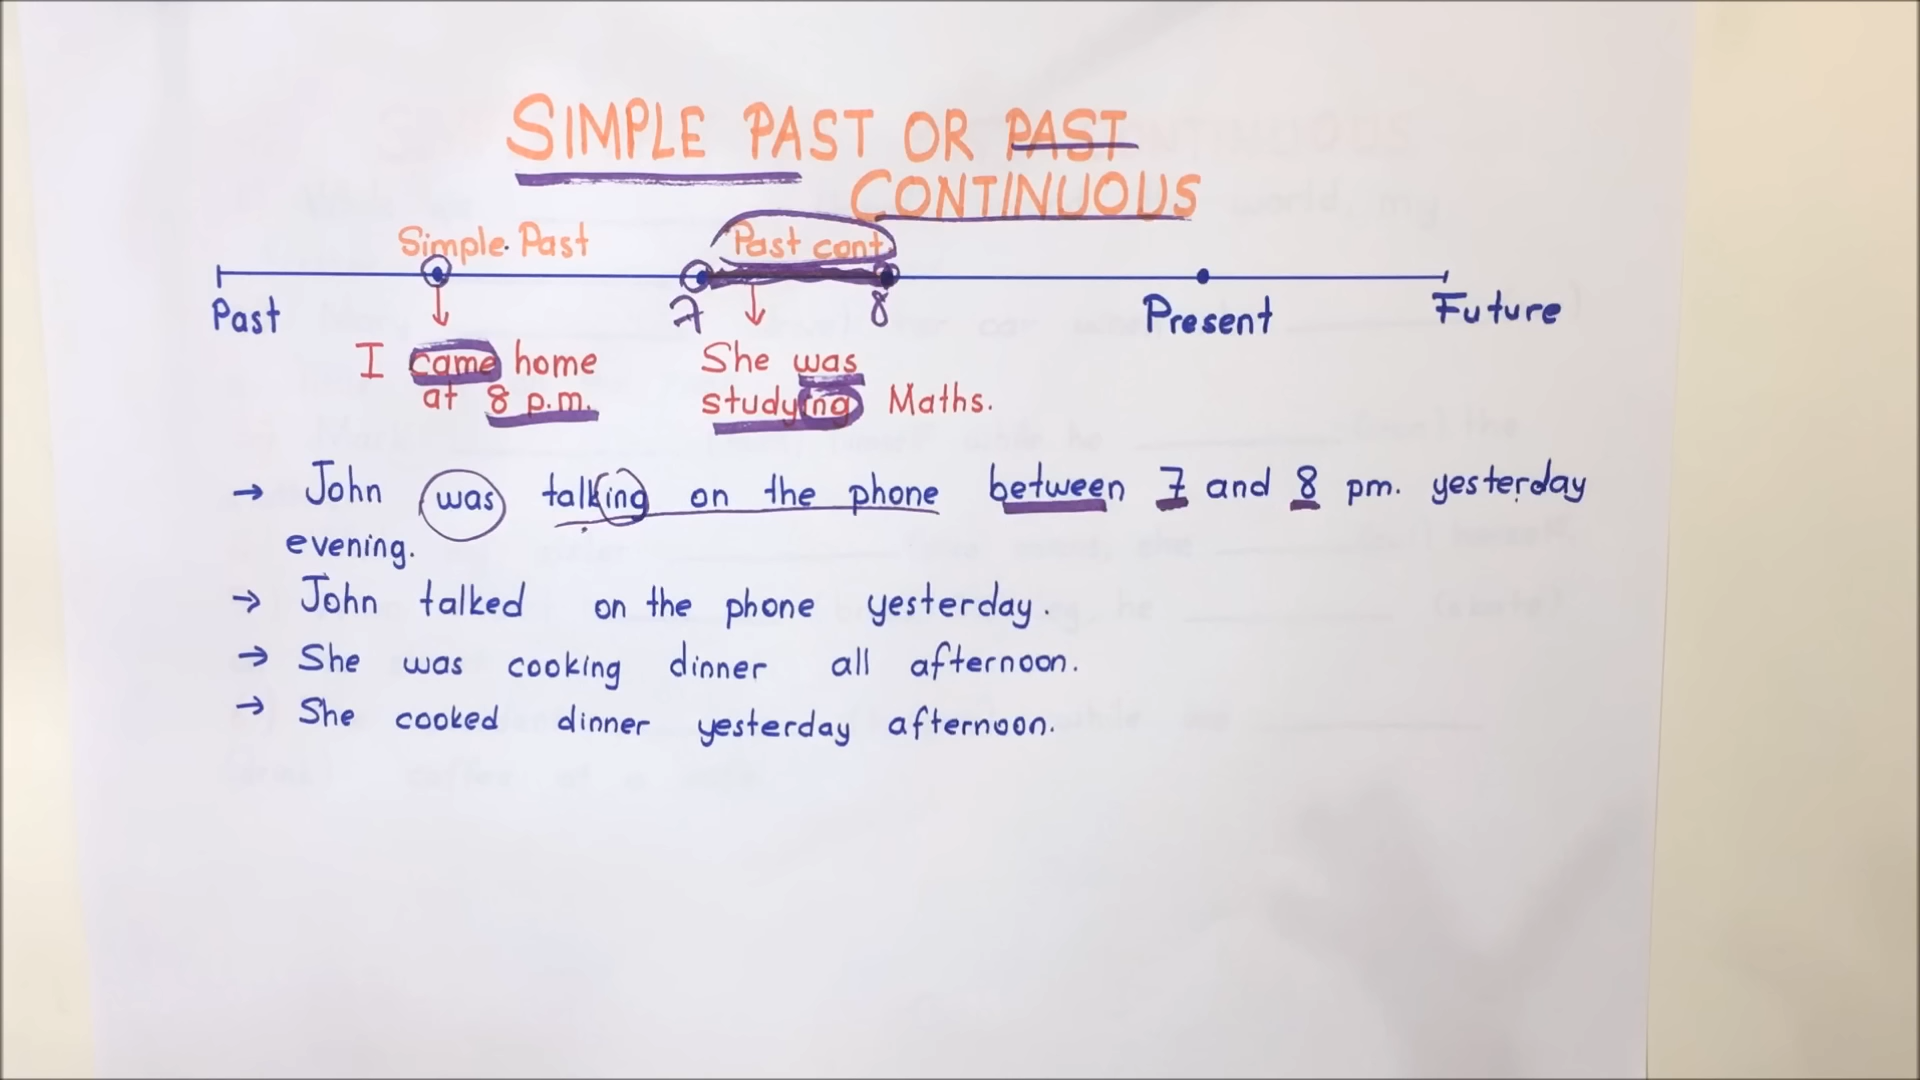 SIMPLE PAST OR PAST
CONTINUOUS
Simple Past
Past cont.
7
8
Past
Present
Future
I came home
at 8 p.m.
She was
studying Maths.
→ John was talking on the phone between 7 and 8 pm. yesterday
evening.
→ John talked on the phone yesterday.
→ She was cooking dinner all afternoon.
→ She cooked dinner yesterday afternoon.